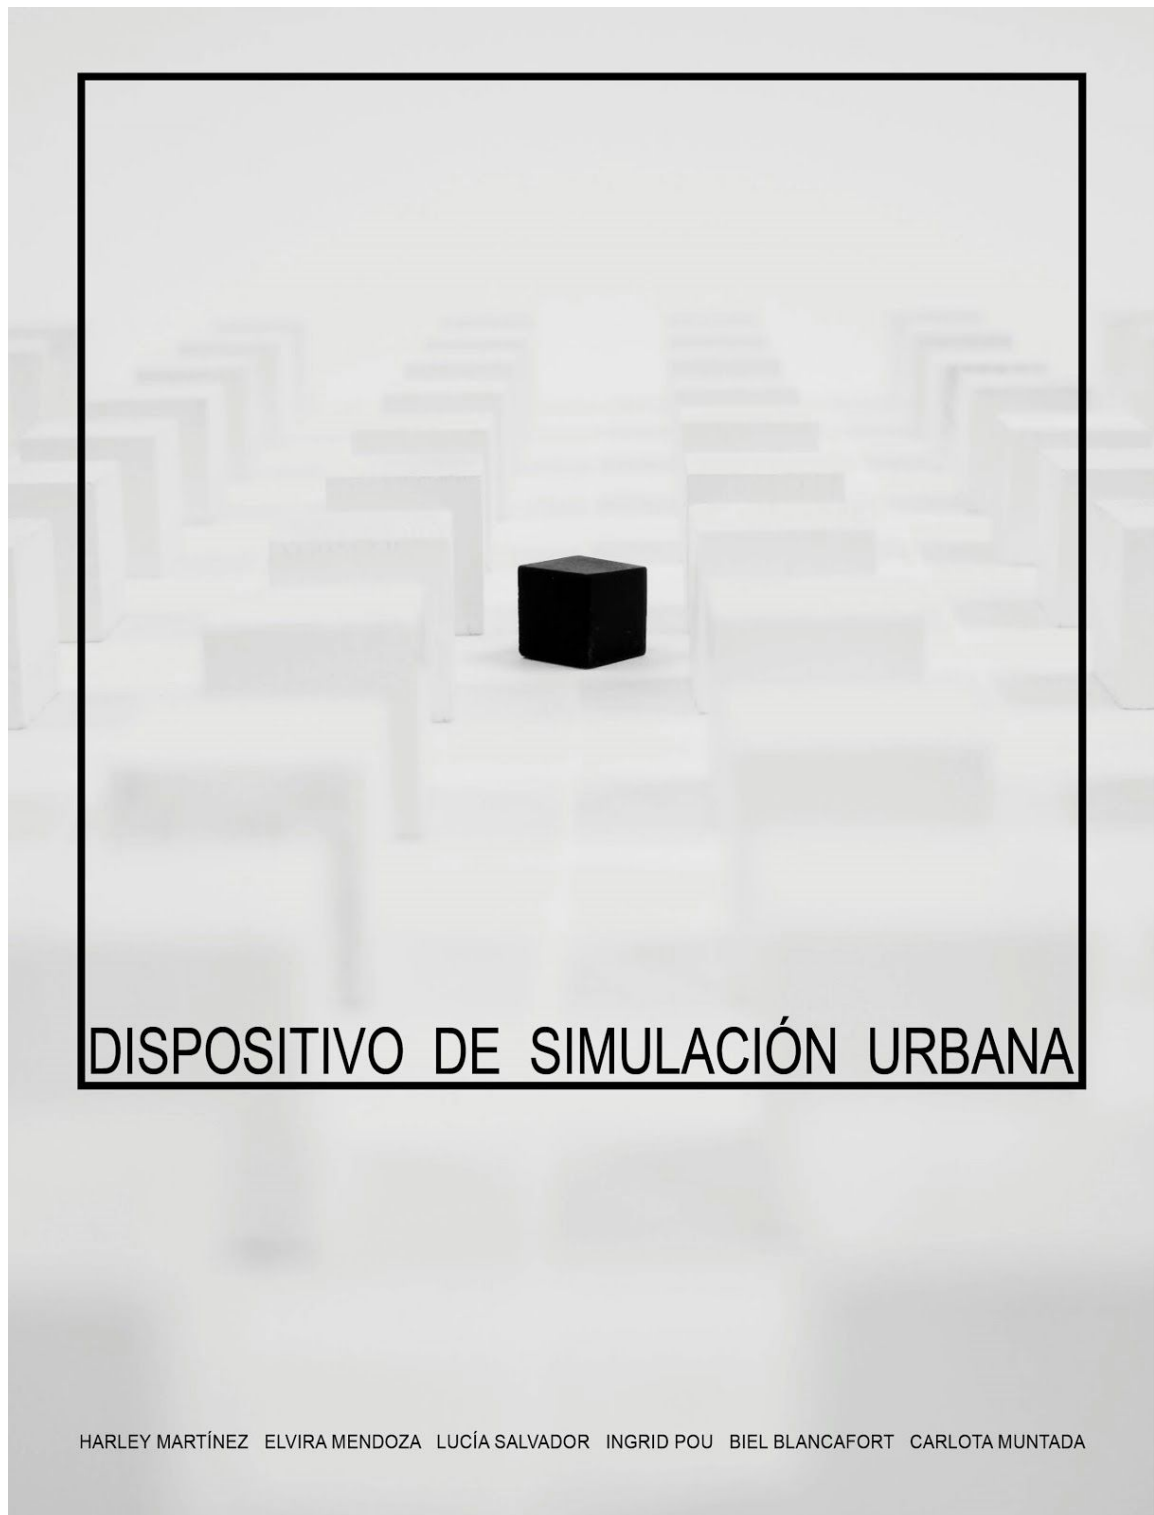 DISPOSITIVO DE SIMULACIÓN URBANA
HARLEY MARTÍNEZ ELVIRA MENDOZA LUCÍA SALVADOR INGRID POU BIEL BLANCAFORT CARLOTA MUNTADA